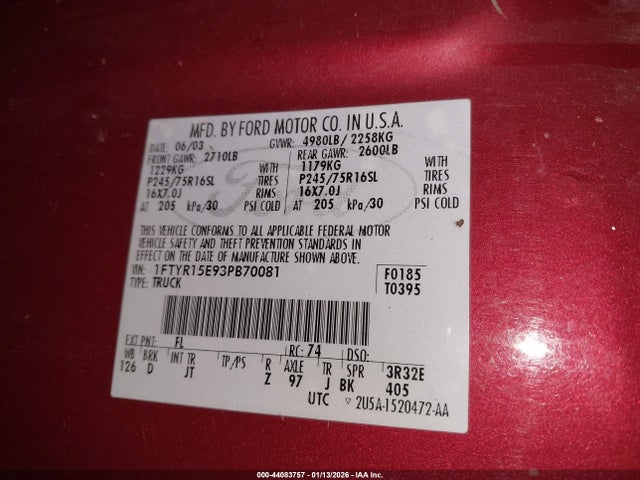 MFD. BY FORD MOTOR CO. IN U.S.A.
DATE: 06/03 GVWR: 4980LB/ 2258KG
FRONT GAWR: 2710LB REAR GAWR: 2600LB
1229KG WITH 1179KG WITH
P245/75R16SL TIRES P245/75R16SL TIRES
16X7.0J RIMS 16X7.0J RIMS
AT 205 kPa/30 PSI COLD AT 205 kPa/30 PSI COLD
Ford
THIS VEHICLE CONFORMS TO ALL APPLICABLE FEDERAL MOTOR
VEHICLE SAFETY AND THEFT PREVENTION STANDARDS IN
EFFECT ON THE DATE OF MANUFACTURE SHOWN ABOVE.
VIN: 1FTYR15E93PB70081 F0185
TYPE: TRUCK T0395
EXT PNT: FL RC: 74 DSO:
WB BRK INT TR TP/PS R AXLE TR SPR 3R32E
126 D JT Z 97 J BK 405
UTC ▽ 2U5A-1520472-AA
000-44083757 - 01/13/2026 - IAA Inc.